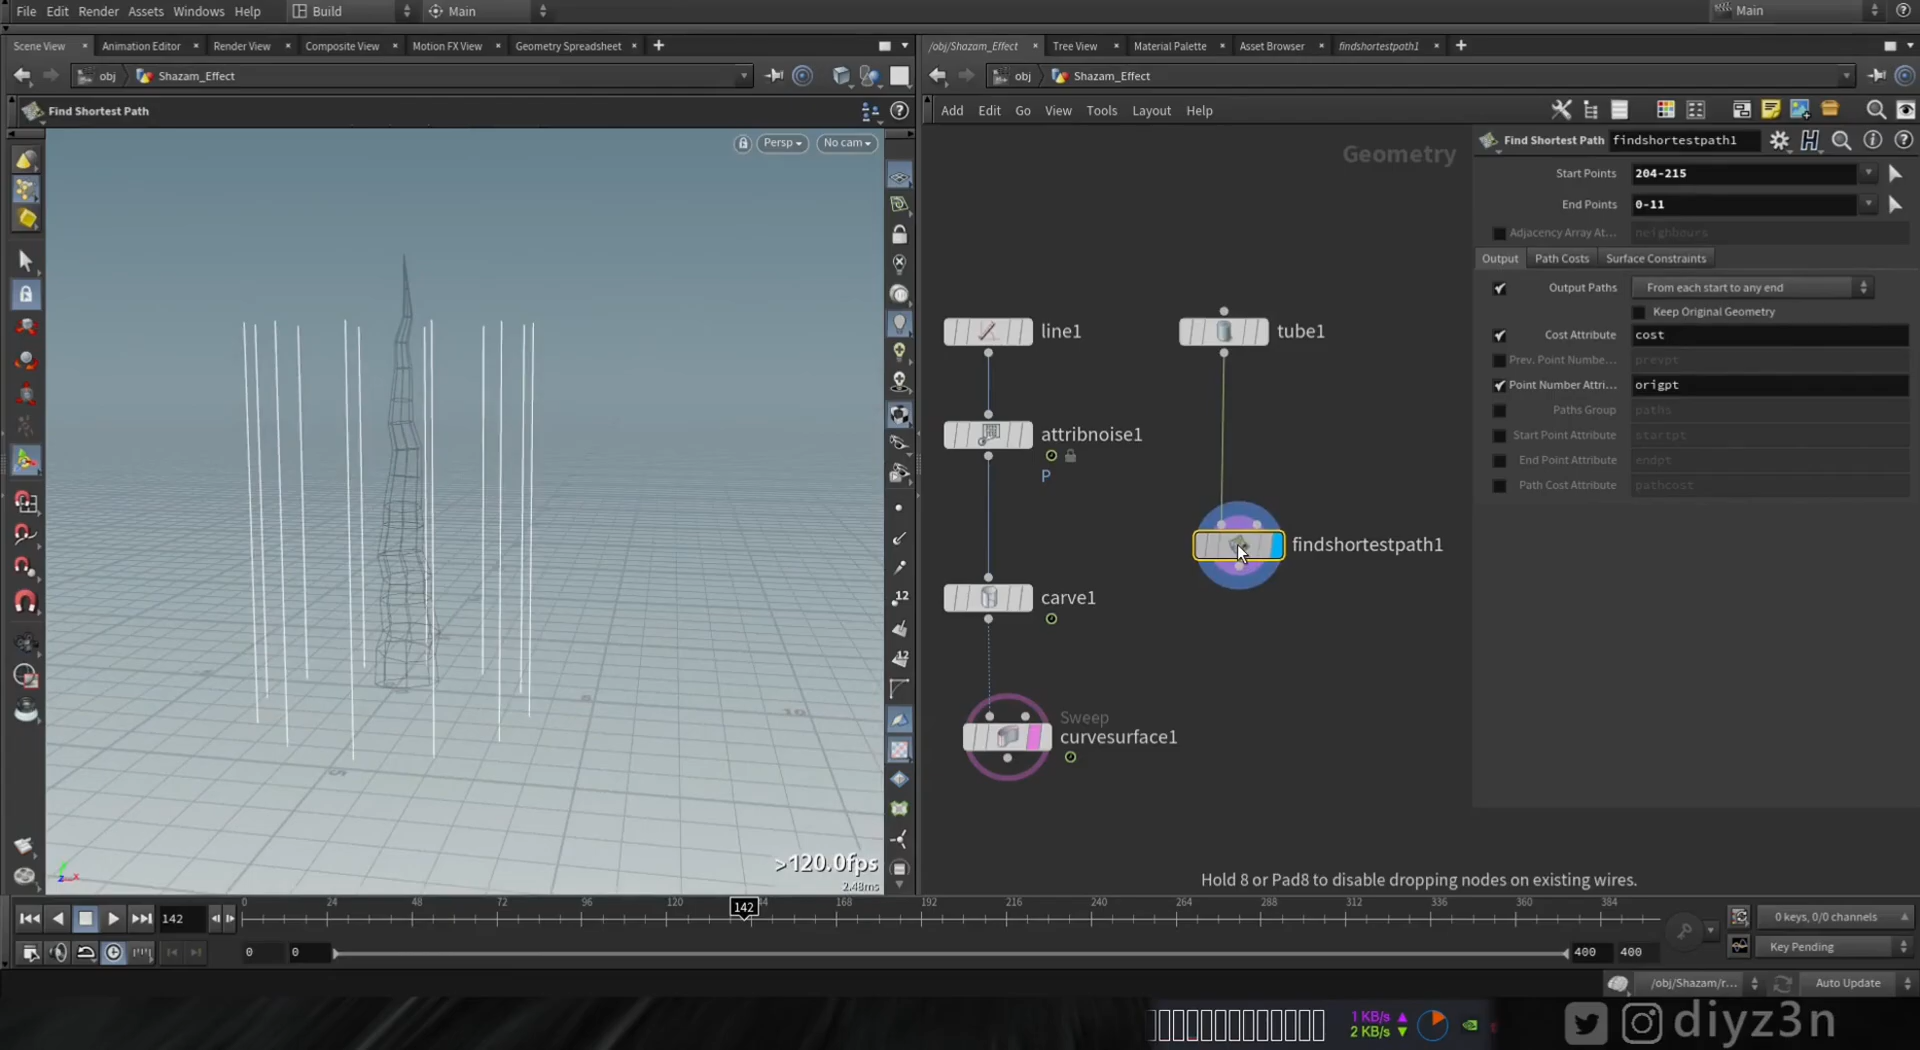 File Edit Render Assets Windows Help Build Main Main
Scene View Animation Editor Render View Composite View Motion FX View Geometry Spreadsheet
/obj/Shazam_Effect Tree View Material Palette Asset Browser findshortestpath1
obj Shazam_Effect
obj Shazam_Effect
Find Shortest Path
Add Edit Go View Tools Layout Help
Persp No cam
Geometry
Find Shortest Path findshortestpath1
Start Points 204-215
End Points 0-11
Adjacency Array At... neighbours
Output Path Costs Surface Constraints
Output Paths From each start to any end
Keep Original Geometry
Cost Attribute cost
Prev. Point Numbe... prevpt
Point Number Attri... origpt
Paths Group paths
Start Point Attribute startpt
End Point Attribute endpt
Path Cost Attribute pathcost
line1
tube1
attribnoise1
P
findshortestpath1
carve1
Sweep
curvesurface1
12
12
>120.0fps
2.48ms
Hold 8 or Pad8 to disable dropping nodes on existing wires.
142
0 24 48 72 96 120 142 44 168 192 216 240 264 288 312 336 360 384
0 keys, 0/0 channels
0 0 400 400
Key Pending
/obj/Shazam/r... Auto Update
1 KB/s
2 KB/s
diyz3n